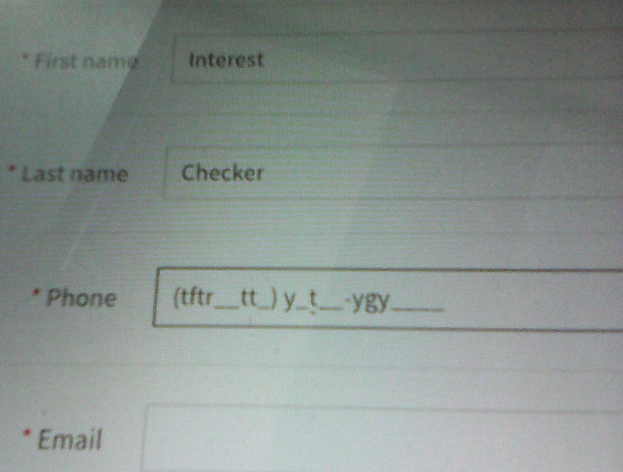 * First name Interest
* Last name Checker
* Phone (tftr__tt_) y_t__-ygy____
* Email